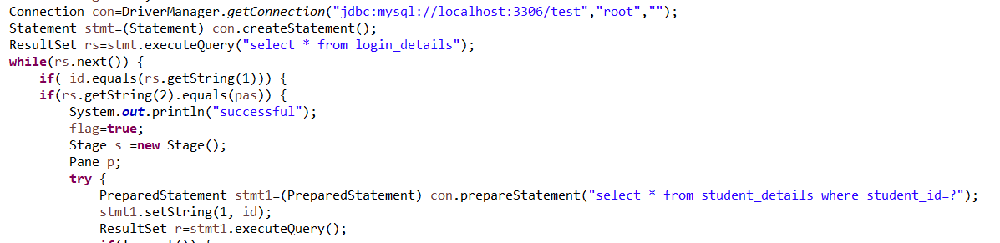 Connection con=DriverManager.getConnection("jdbc:mysql://localhost:3306/test","root","");
Statement stmt=(Statement) con.createStatement();
ResultSet rs=stmt.executeQuery("select * from login_details");
while(rs.next()) {
if( id.equals(rs.getString(1))) {
if(rs.getString(2).equals(pas)) {
System.out.println("successful");
flag=true;
Stage s =new Stage();
Pane p;
try {
PreparedStatement stmt1=(PreparedStatement) con.prepareStatement("select * from student_details where student_id=?");
stmt1.setString(1, id);
ResultSet r=stmt1.executeQuery();